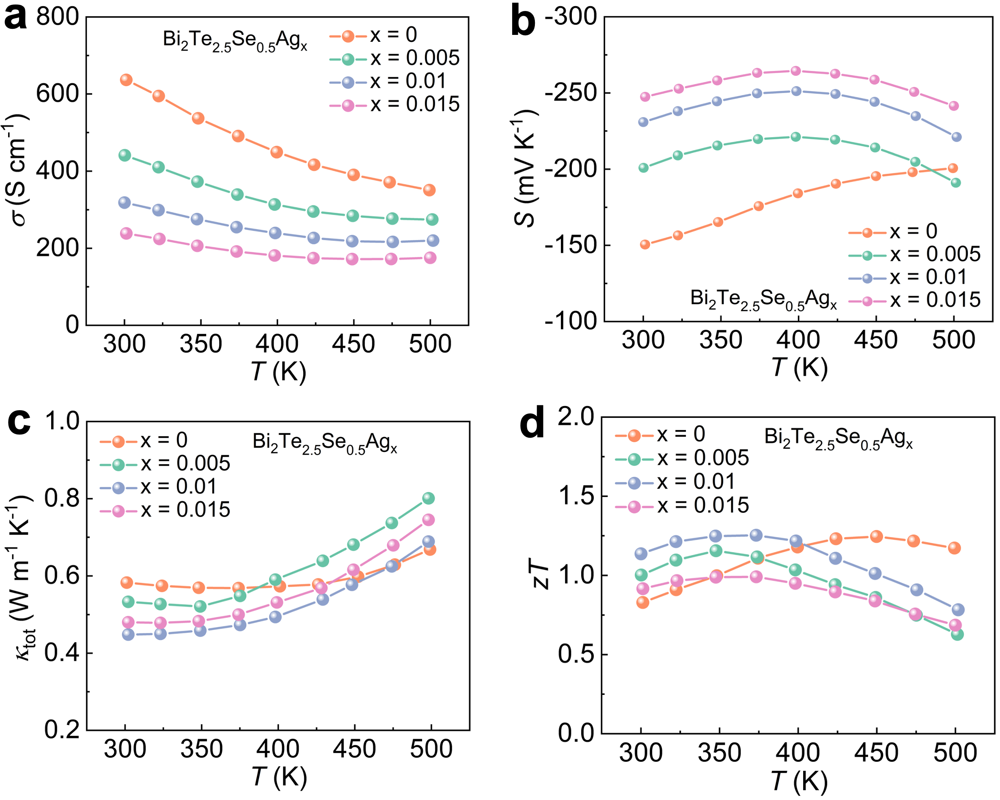 a
Bi2Te2.5Se0.5Agx
x = 0
x = 0.005
x = 0.01
x = 0.015
800
600
400
200
0
σ (S cm-1)
300 350 400 450 500
T (K)
b
-300
-250
-200
-150
-100
S (mV K-1)
x = 0
x = 0.005
x = 0.01
x = 0.015
Bi2Te2.5Se0.5Agx
300 350 400 450 500
T (K)
c
1.0
0.8
0.6
0.4
0.2
κtot (W m-1 K-1)
x = 0
x = 0.005
x = 0.01
x = 0.015
Bi2Te2.5Se0.5Agx
300 350 400 450 500
T (K)
d
2.0
1.5
1.0
0.5
0.0
zT
x = 0
x = 0.005
x = 0.01
x = 0.015
Bi2Te2.5Se0.5Agx
300 350 400 450 500
T (K)